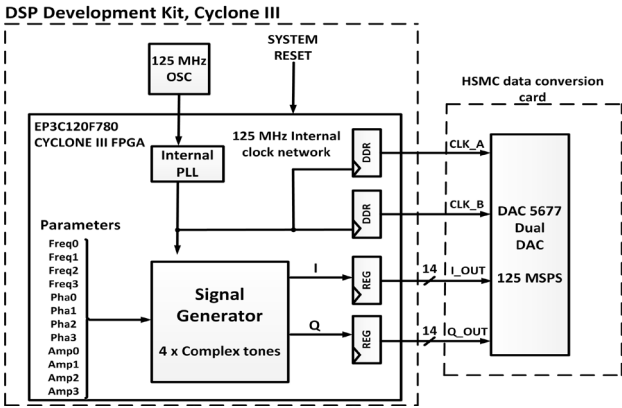 DSP Development Kit, Cyclone III
125 MHz
OSC
SYSTEM
RESET
HSMC data conversion
card
EP3C120F780
CYCLONE III FPGA
125 MHz Internal
clock network
Internal
PLL
DDR
CLK_A
DDR
CLK_B
DAC 5677
Dual
DAC
125 MSPS
Parameters
Freq0
Freq1
Freq2
Freq3
Pha0
Pha1
Pha2
Pha3
Amp0
Amp1
Amp2
Amp3
Signal
Generator
4 x Complex tones
I
REG
14
I_OUT
Q
REG
14
Q_OUT